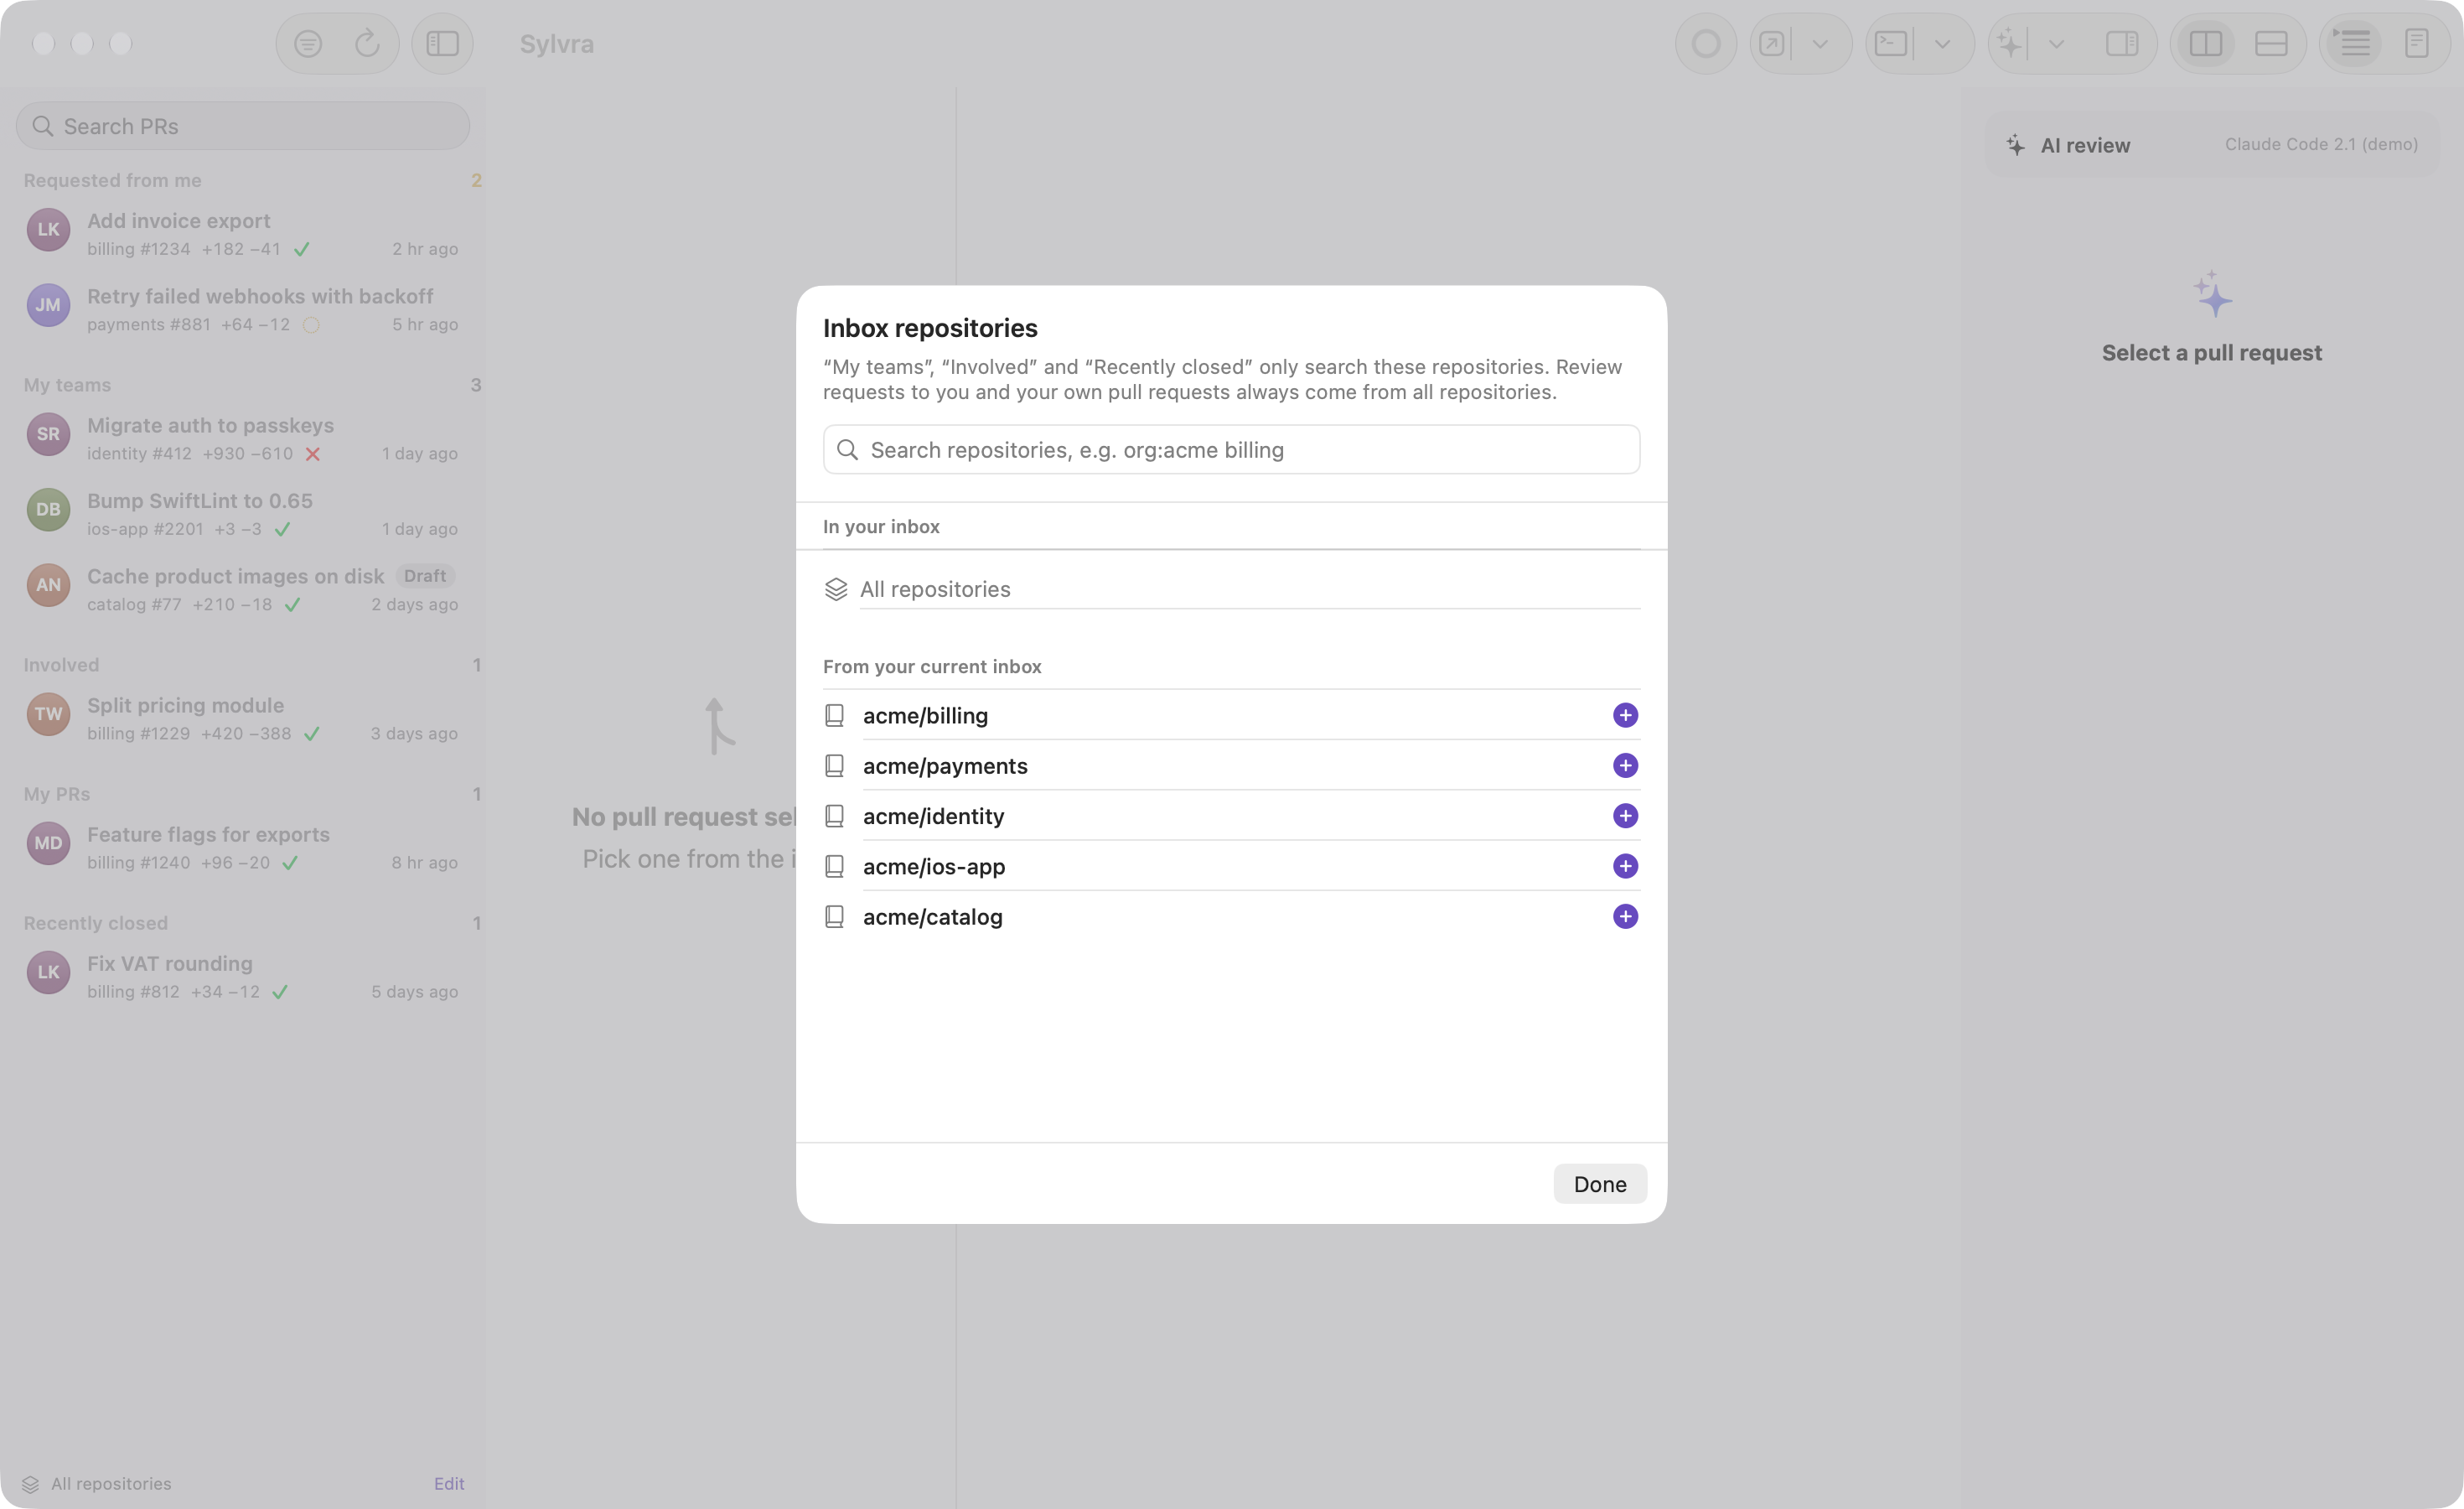 Sylvra
Search PRs
Requested from me 2
LK Add invoice export
billing #1234 +182 −41 2 hr ago
JM Retry failed webhooks with backoff
payments #881 +64 −12 5 hr ago
My teams 3
SR Migrate auth to passkeys
identity #412 +930 −610 1 day ago
DB Bump SwiftLint to 0.65
ios-app #2201 +3 −3 1 day ago
AN Cache product images on disk Draft
catalog #77 +210 −18 2 days ago
Involved 1
TW Split pricing module
billing #1229 +420 −388 3 days ago
My PRs 1
MD Feature flags for exports
billing #1240 +96 −20 8 hr ago
Recently closed 1
LK Fix VAT rounding
billing #812 +34 −12 5 days ago
All repositories Edit
No pull request sel
Pick one from the i
Inbox repositories
“My teams”, “Involved” and “Recently closed” only search these repositories. Review
requests to you and your own pull requests always come from all repositories.
Search repositories, e.g. org:acme billing
In your inbox
All repositories
From your current inbox
acme/billing
acme/payments
acme/identity
acme/ios-app
acme/catalog
Done
AI review Claude Code 2.1 (demo)
Select a pull request